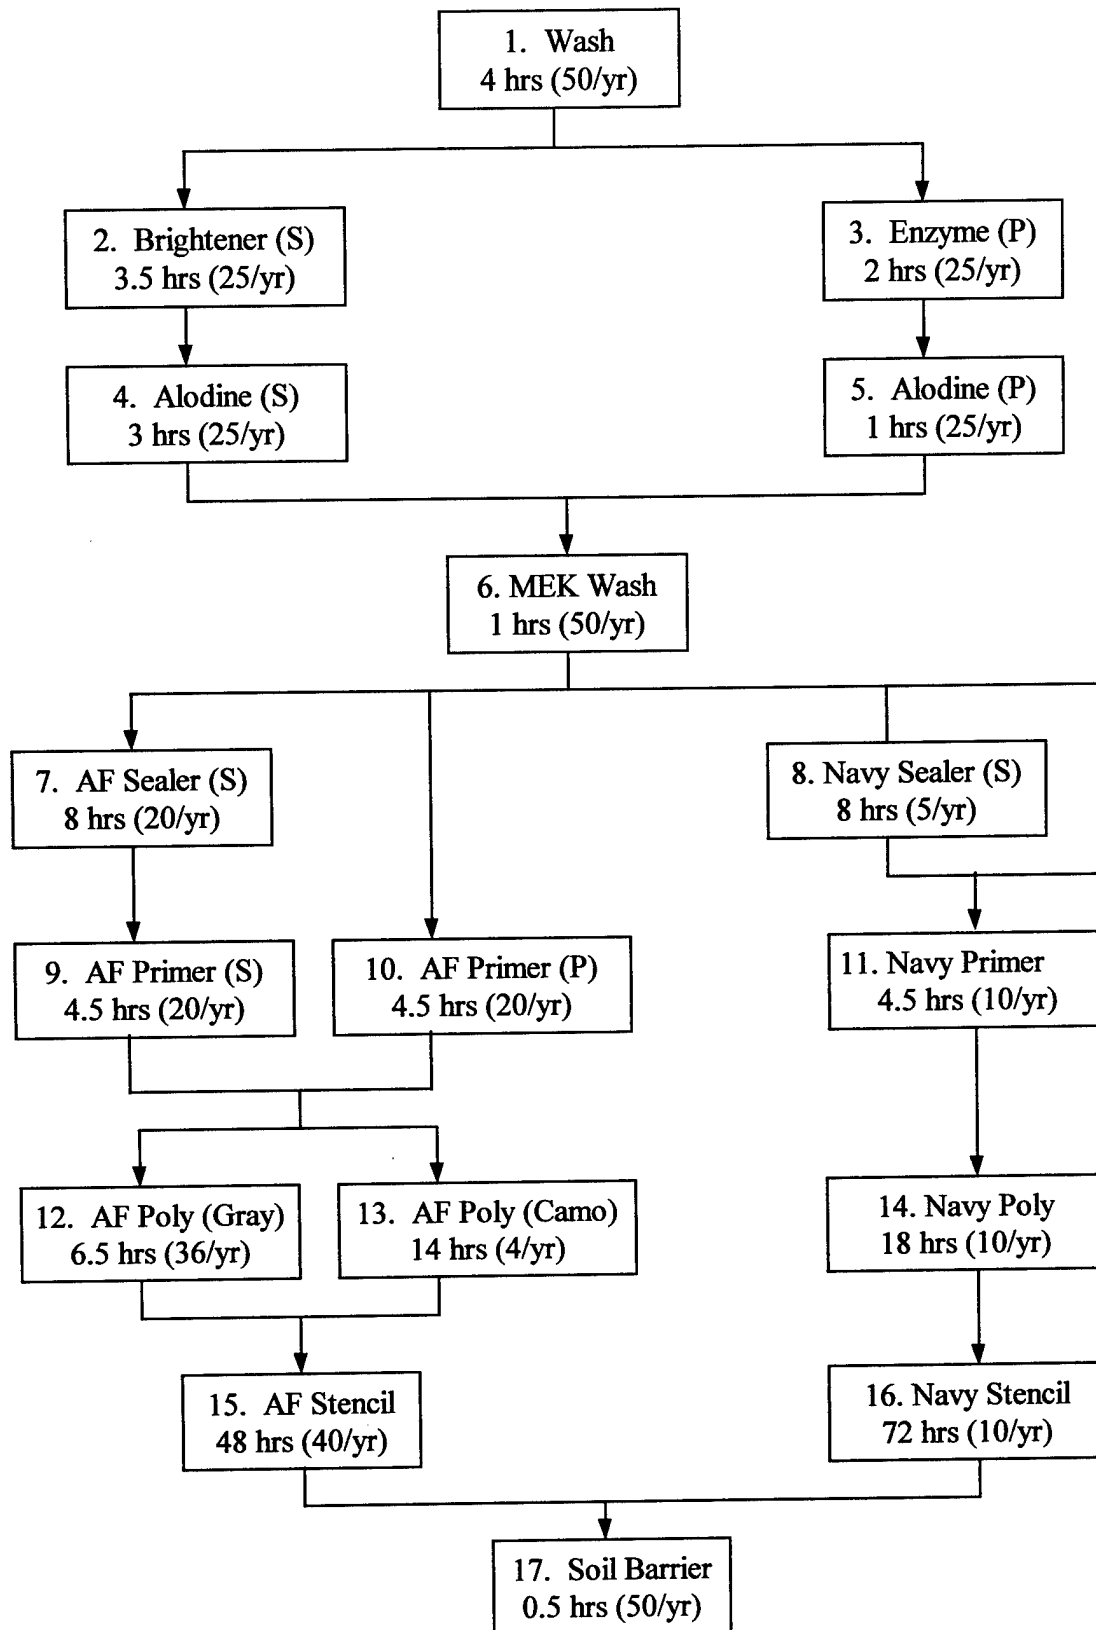 1. Wash
4 hrs (50/yr)
2. Brightener (S)
3.5 hrs (25/yr)
3. Enzyme (P)
2 hrs (25/yr)
4. Alodine (S)
3 hrs (25/yr)
5. Alodine (P)
1 hrs (25/yr)
6. MEK Wash
1 hrs (50/yr)
7. AF Sealer (S)
8 hrs (20/yr)
8. Navy Sealer (S)
8 hrs (5/yr)
9. AF Primer (S)
4.5 hrs (20/yr)
10. AF Primer (P)
4.5 hrs (20/yr)
11. Navy Primer
4.5 hrs (10/yr)
12. AF Poly (Gray)
6.5 hrs (36/yr)
13. AF Poly (Camo)
14 hrs (4/yr)
14. Navy Poly
18 hrs (10/yr)
15. AF Stencil
48 hrs (40/yr)
16. Navy Stencil
72 hrs (10/yr)
17. Soil Barrier
0.5 hrs (50/yr)